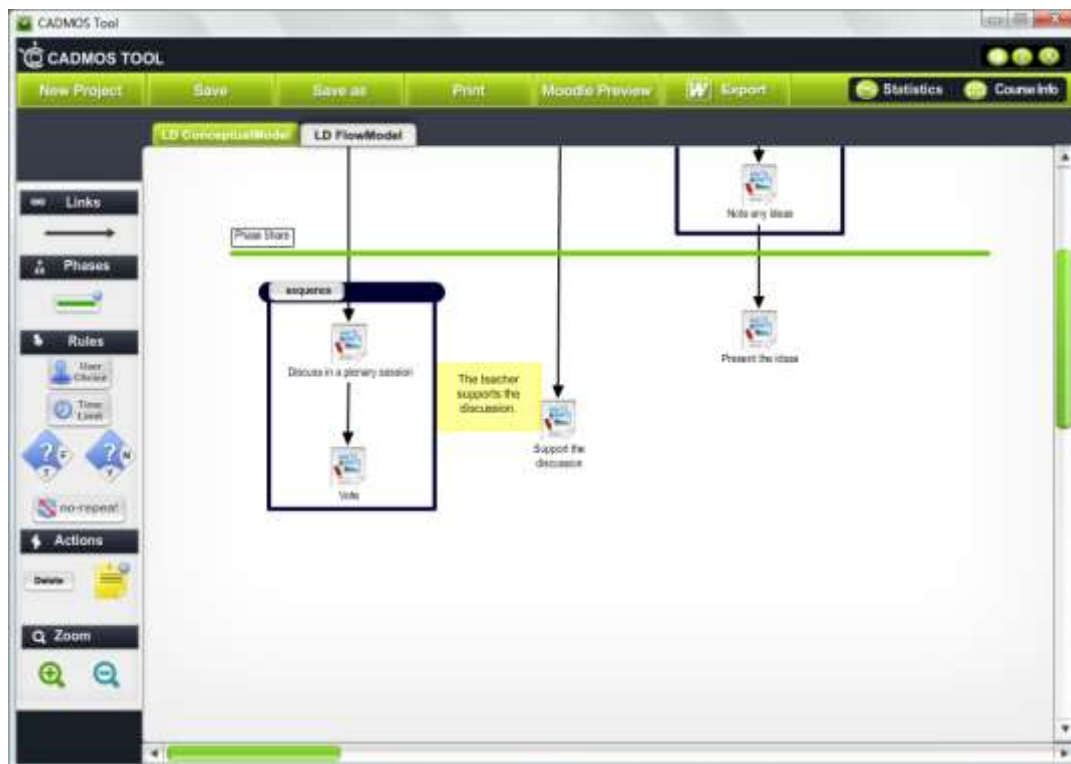 CADMOS Tool
CADMOS TOOL
New Project
Save
Save as
Print
Moodle Preview
W Export
Statistics
Course Info
LD ConceptualModel
LD FlowModel
Links
Phases
Rules
User
Choice
Time
Limit
? F
T
? N
Y
no-repeat
Actions
Delete
Zoom
Note any ideas
Phase Share
sequence
Discuss in a plenary session
Present the ideas
The teacher
supports the
discussion.
Support the
discussion
Vote